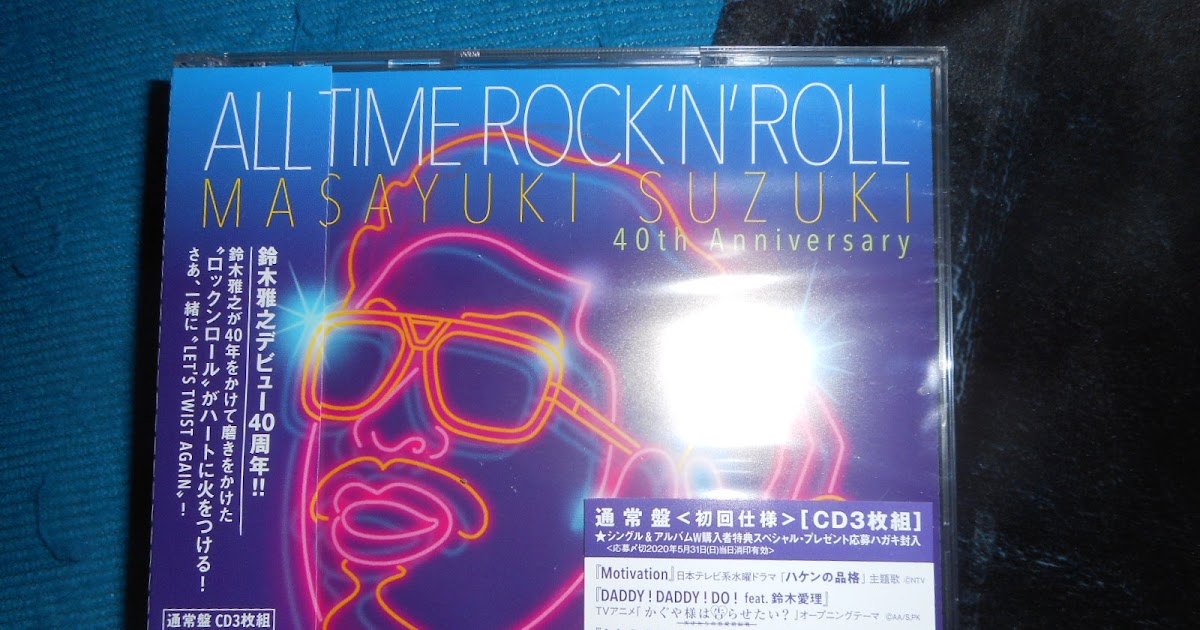 ALL TIME ROCK'N'ROLL
MASAYUKI SUZUKI
40th Anniversary
鈴木雅之デビュー40周年!!
鈴木雅之が40年をかけて磨きをかけた
"ロックンロール"がハートに火をつける!
さあ、一緒に"LET'S TWIST AGAIN"!
通常盤 CD3枚組
通常盤<初回仕様>[CD3枚組]
★シングル&アルバムW購入者特典スペシャル・プレゼント応募ハガキ封入
<応募〆切2020年5月31日(日)当日消印有効>
『Motivation』日本テレビ系水曜ドラマ「ハケンの品格」主題歌 ©NTV
『DADDY! DADDY! DO! feat. 鈴木愛理』
TVアニメ「かぐや様は告らせたい?」オープニングテーマ ©AA/S,PK